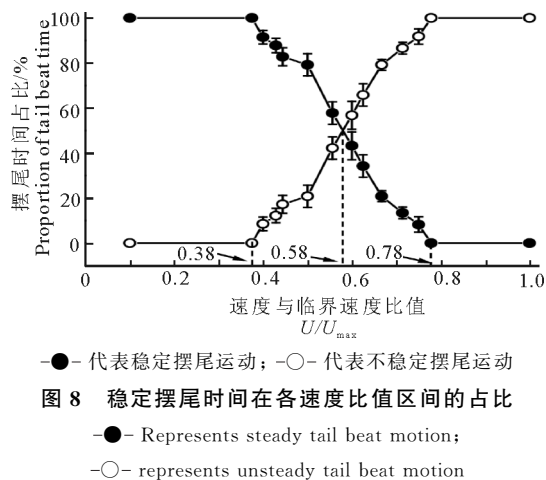 摆尾时间占比/%
Proportion of tail beat time
100
80
60
40
20
0
0.38
0.58
0.78
0
0.2
0.4
0.6
0.8
1.0
速度与临界速度比值
U/Umax
-●- 代表稳定摆尾运动；-○- 代表不稳定摆尾运动
图 8 稳定摆尾时间在各速度比值区间的占比
-●- Represents steady tail beat motion；
-○- represents unsteady tail beat motion